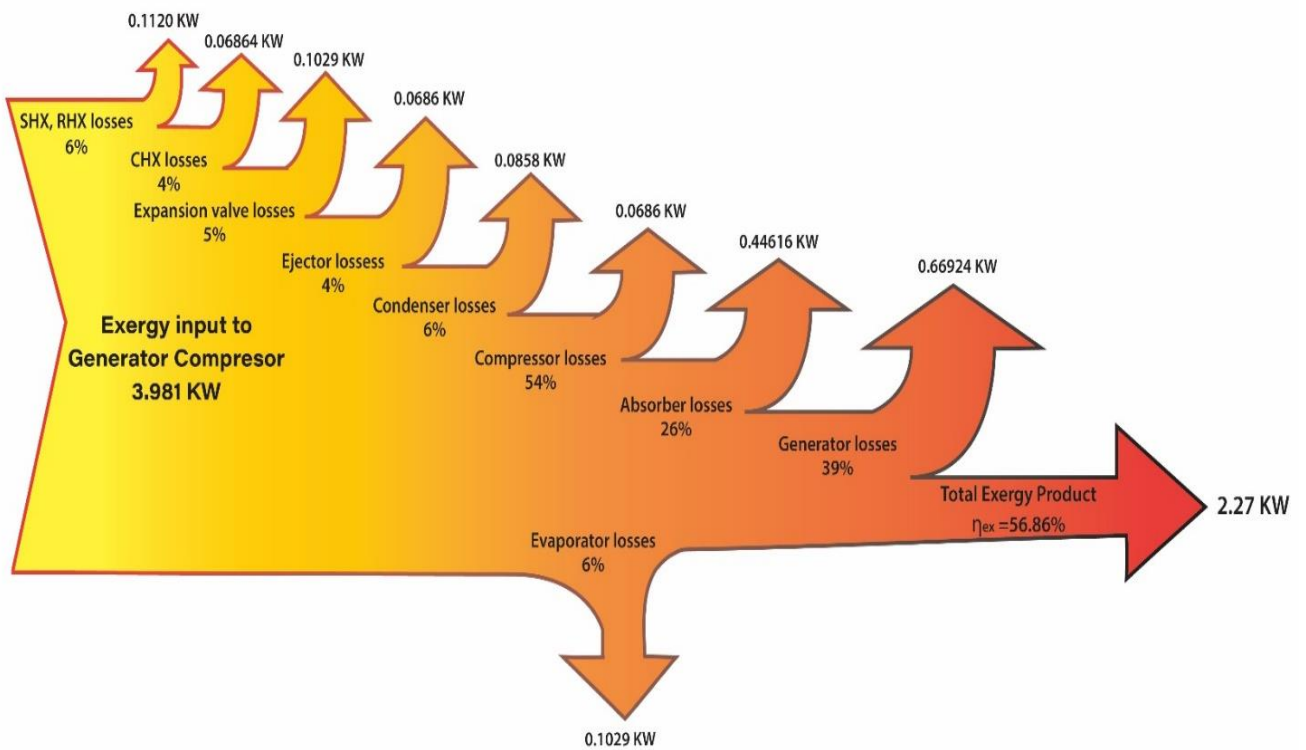 0.1120 KW
0.06864 KW
0.1029 KW
0.0686 KW
SHX, RHX losses
6%
CHX losses
4%
0.0858 KW
Expansion valve losses
5%
0.0686 KW
0.44616 KW
Ejector lossess
4%
0.66924 KW
Condenser losses
6%
Exergy input to
Generator Compresor
3.981 KW
Compressor losses
54%
Absorber losses
26%
Generator losses
39%
Total Exergy Product
ηex =56.86%
2.27 KW
Evaporator losses
6%
0.1029 KW